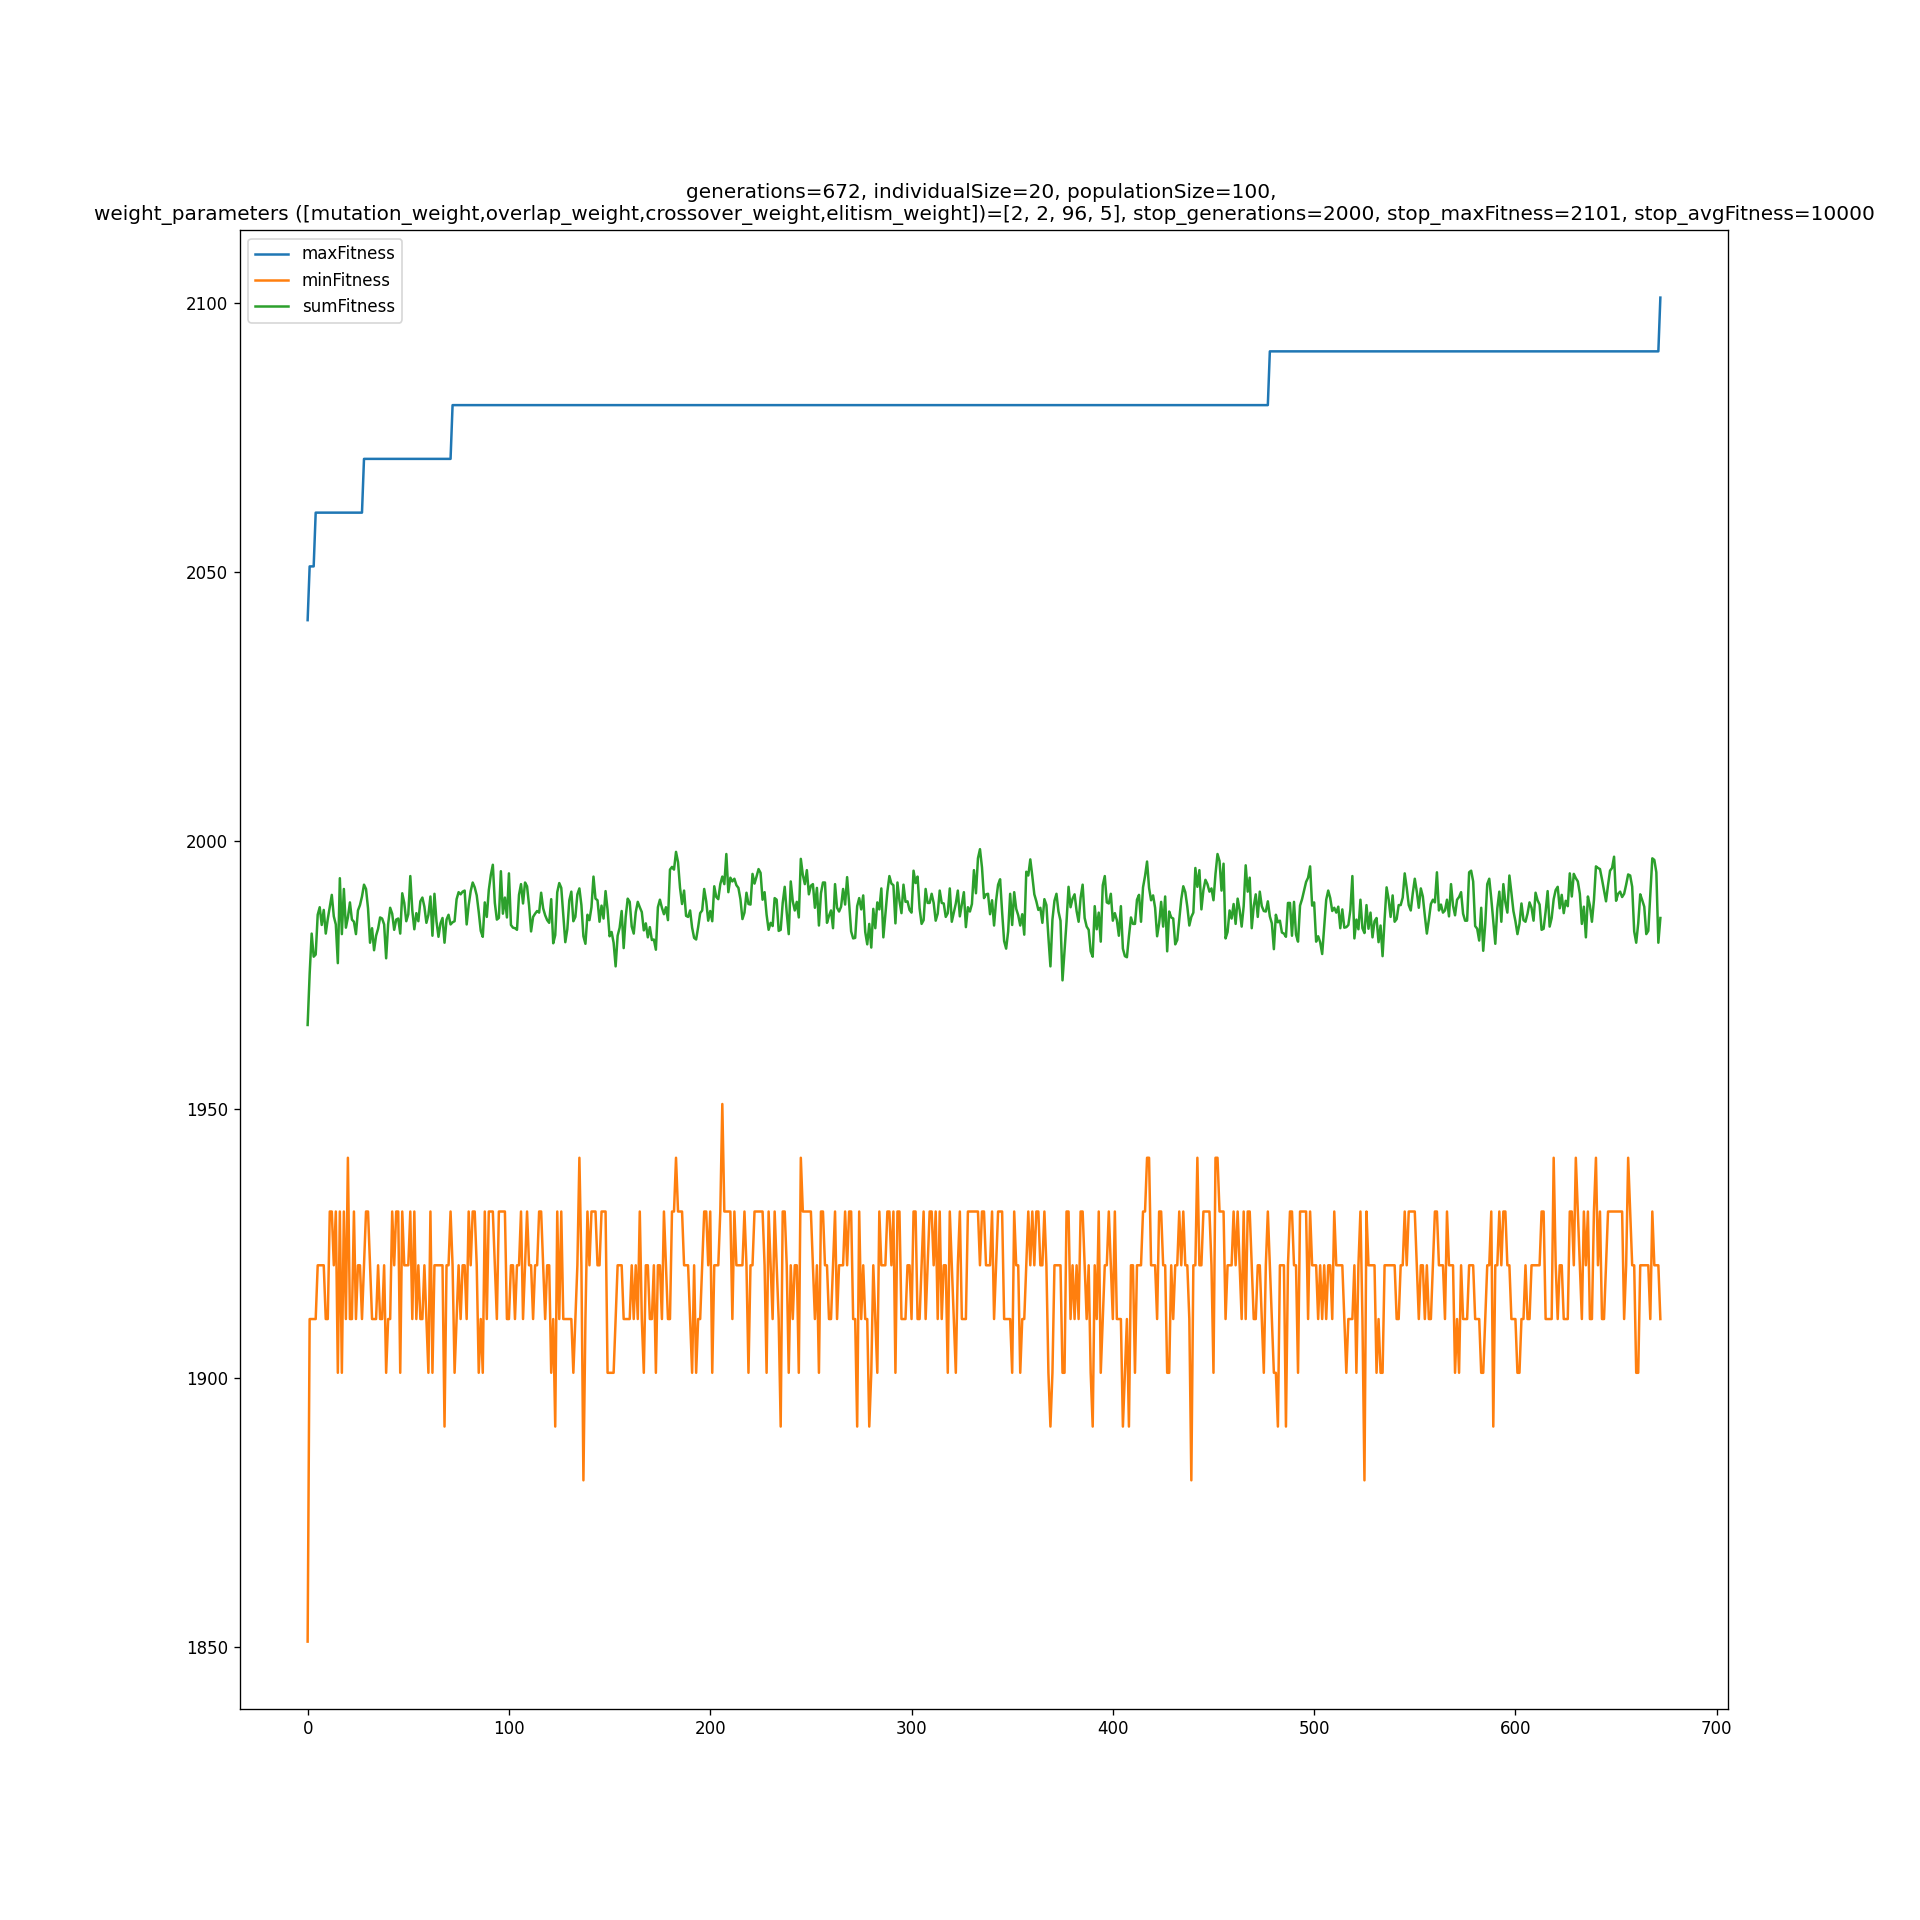 generations=672, individualSize=20, populationSize=100,
weight_parameters ([mutation_weight,overlap_weight,crossover_weight,elitism_weight])=[2, 2, 96, 5], stop_generations=2000, stop_maxFitness=2101, stop_avgFitness=10000
maxFitness
minFitness
sumFitness
2100
2050
2000
1950
1900
1850
0 100 200 300 400 500 600 700